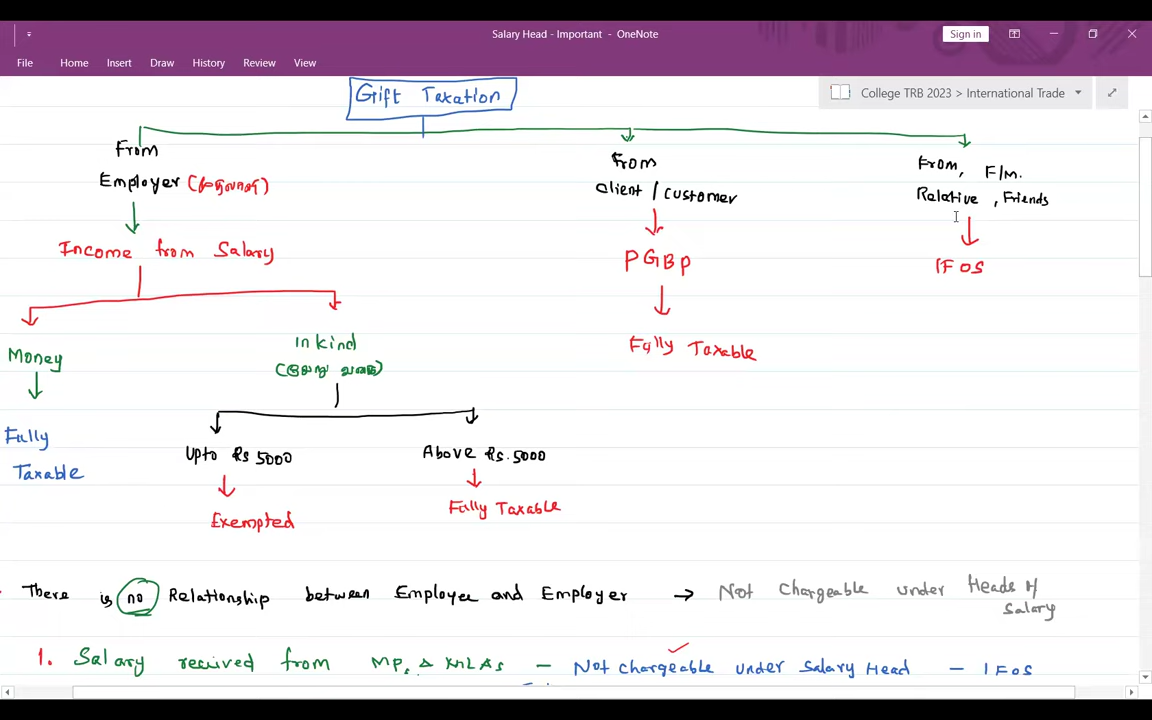 Salary Head - Important - OneNote
Sign in
File Home Insert Draw History Review View
College TRB 2023 > International Trade
Gift Taxation
From
Employer
From
Client / Customer
From, F/M.
Relative, Friends
Income from Salary
PGBP
IFOS
Money
In kind
(வேறு வகை)
Fully Taxable
Fully
Taxable
Upto Rs 5000
Above Rs. 5000
Exempted
Fully Taxable
There is no Relationship between Employee and Employer → Not Chargeable under Heads of
Salary
1. Salary recived from MPs & MLAs - Not chargeable under Salary Head - IFOS